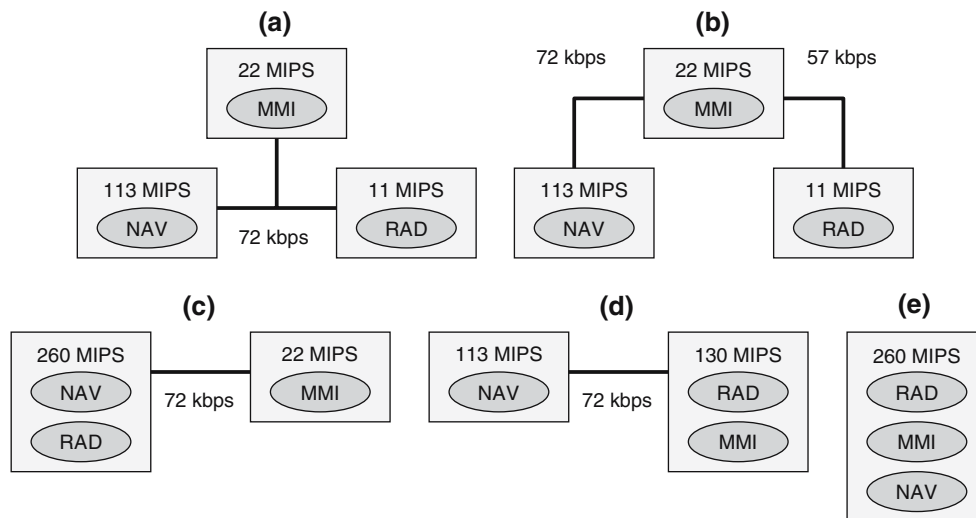 (a)
22 MIPS
MMI
113 MIPS
NAV
72 kbps
11 MIPS
RAD
(b)
72 kbps
22 MIPS
MMI
57 kbps
113 MIPS
NAV
11 MIPS
RAD
(c)
260 MIPS
NAV
RAD
72 kbps
22 MIPS
MMI
(d)
113 MIPS
NAV
72 kbps
130 MIPS
RAD
MMI
(e)
260 MIPS
RAD
MMI
NAV